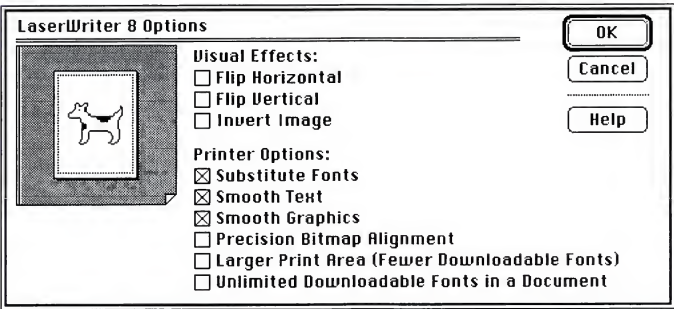 LaserWriter 8 Options
OK
Visual Effects:
Flip Horizontal
Cancel
Flip Vertical
Invert Image
Help
Printer Options:
Substitute Fonts
Smooth Text
Smooth Graphics
Precision Bitmap Alignment
Larger Print Area (Fewer Downloadable Fonts)
Unlimited Downloadable Fonts in a Document